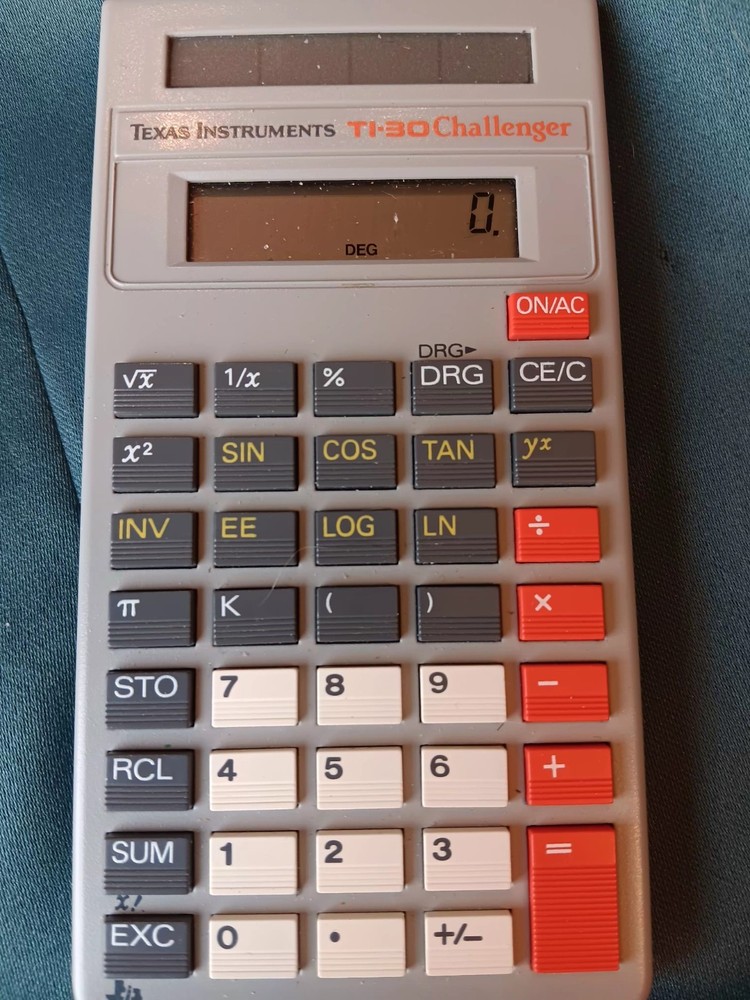 TEXAS INSTRUMENTS TI-30 Challenger
0.
DEG
ON/AC
DRG►
√x 1/x % DRG CE/C
x² SIN COS TAN yˣ
INV EE LOG LN ÷
π K ( ) ×
STO 7 8 9 −
RCL 4 5 6 +
SUM 1 2 3 =
x!
EXC 0 . +/−